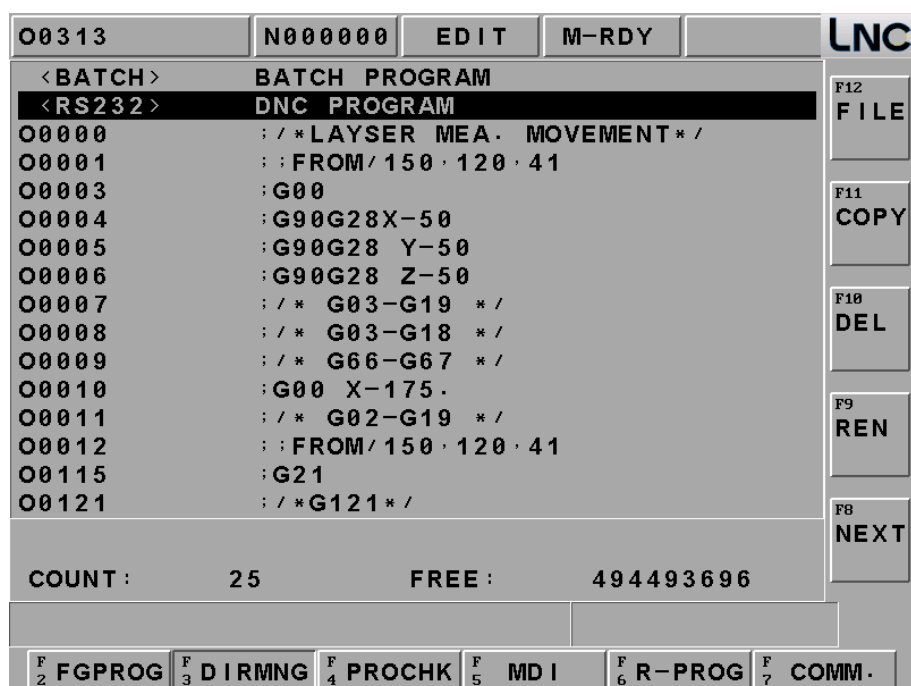 O0313 N000000 EDIT M-RDY LNC
<BATCH> BATCH PROGRAM
<RS232> DNC PROGRAM
O0000 ;/*LAYSER MEA. MOVEMENT*/
O0001 ;;FROM/150,120,41
O0003 ;G00
O0004 ;G90G28X-50
O0005 ;G90G28 Y-50
O0006 ;G90G28 Z-50
O0007 ;/* G03-G19 */
O0008 ;/* G03-G18 */
O0009 ;/* G66-G67 */
O0010 ;G00 X-175.
O0011 ;/* G02-G19 */
O0012 ;;FROM/150,120,41
O0115 ;G21
O0121 ;/*G121*/
COUNT: 25 FREE: 494493696
F12
FILE
F11
COPY
F10
DEL
F9
REN
F8
NEXT
F2 FGPROG F3 DIRMNG F4 PROCHK F5 MDI F6 R-PROG F7 COMM.